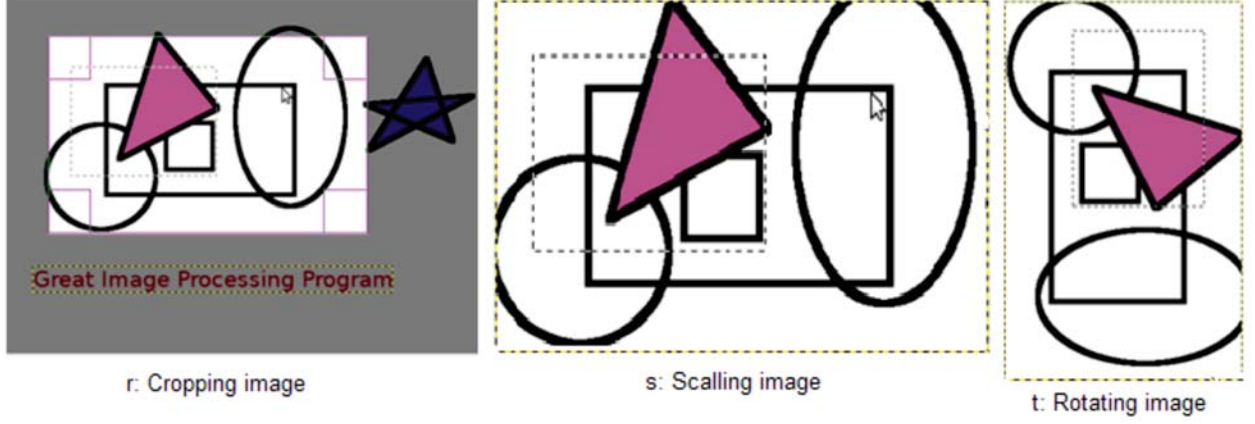 Great Image Processing Program
r: Cropping image
s: Scalling image
t: Rotating image